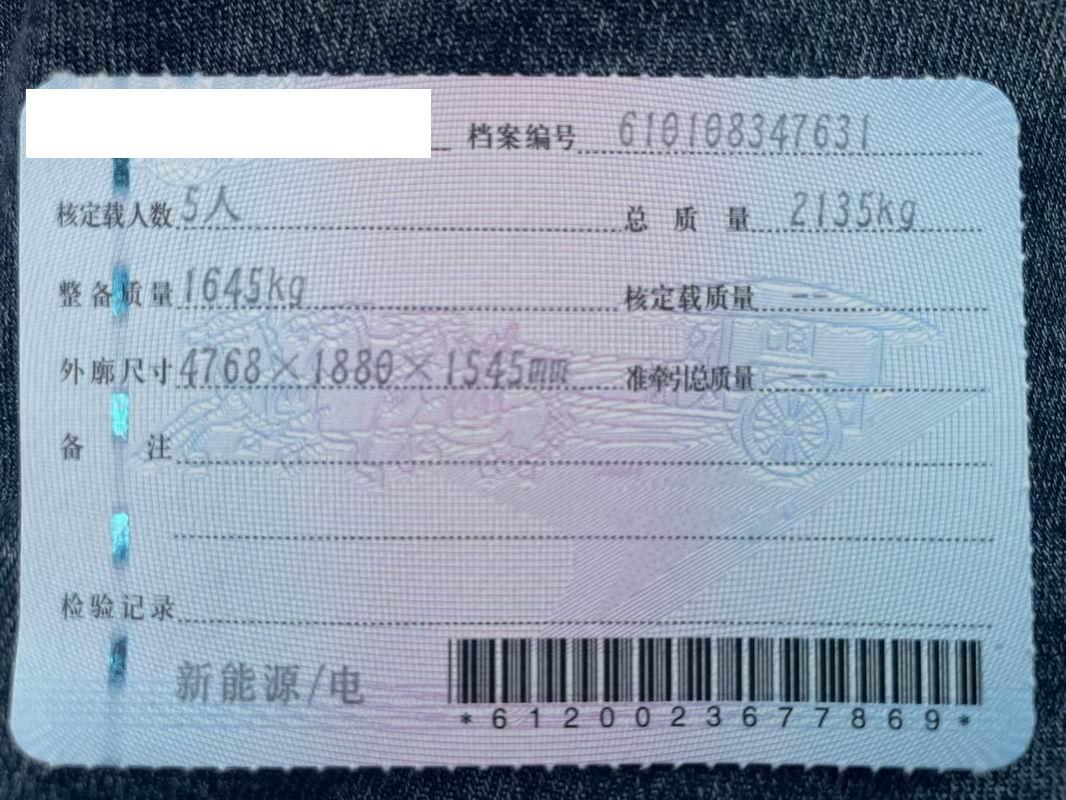 档案编号 610108347631
核定载人数 5人 总质量 2135kg
整备质量 1645kg 核定载质量 --
外廓尺寸 4768×1880×1545mm 准牵引总质量 --
备注
检验记录
新能源/电
*6120023677869*